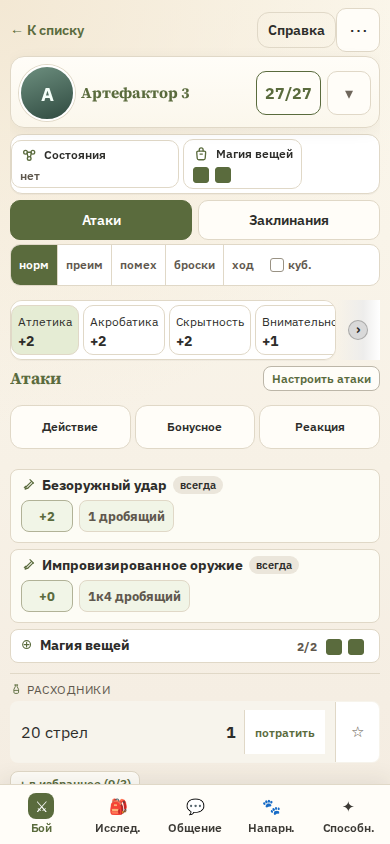 ← К списку
Справка
...
А
Артефактор 3
27/27
▼
Состояния
нет
Магия вещей
Атаки
Заклинания
норм
преим
помех
броски
ход
куб.
Атлетика
+2
Акробатика
+2
Скрытность
+2
+1
Атаки
Настроить атаки
Действие
Бонусное
Реакция
Безоружный удар
всегда
+2
1 дробящий
Импровизированное оружие
всегда
+0
1к4 дробящий
Магия вещей
2/2
РАСХОДНИКИ
20 стрел
1
потратить
Бой
Исслед.
Общение
Напарн.
Способн.